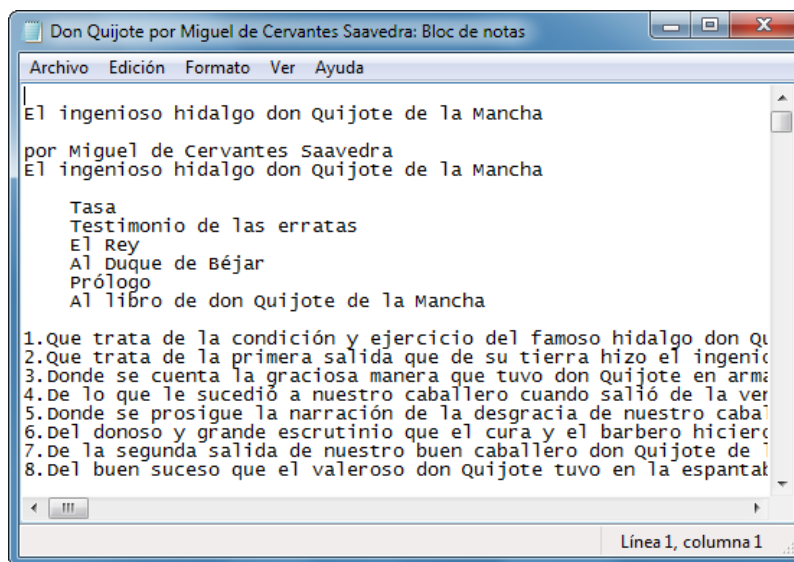 Don Quijote por Miguel de Cervantes Saavedra: Bloc de notas
Archivo Edición Formato Ver Ayuda
El ingenioso hidalgo don Quijote de la Mancha
por Miguel de Cervantes Saavedra
El ingenioso hidalgo don Quijote de la Mancha
Tasa
Testimonio de las erratas
El Rey
Al Duque de Béjar
Prólogo
Al libro de don Quijote de la Mancha
1.Que trata de la condición y ejercicio del famoso hidalgo don
2.Que trata de la primera salida que de su tierra hizo el
3.Donde se cuenta la graciosa manera que tuvo don Quijote en
4.De lo que le sucedió a nuestro caballero cuando salió de la
5.Donde se prosigue la narración de la desgracia de nuestro
6.Del donoso y grande escrutinio que el cura y el barbero
7.De la segunda salida de nuestro buen caballero don Quijote de
8.Del buen suceso que el valeroso don Quijote tuvo en la
Línea 1, columna 1